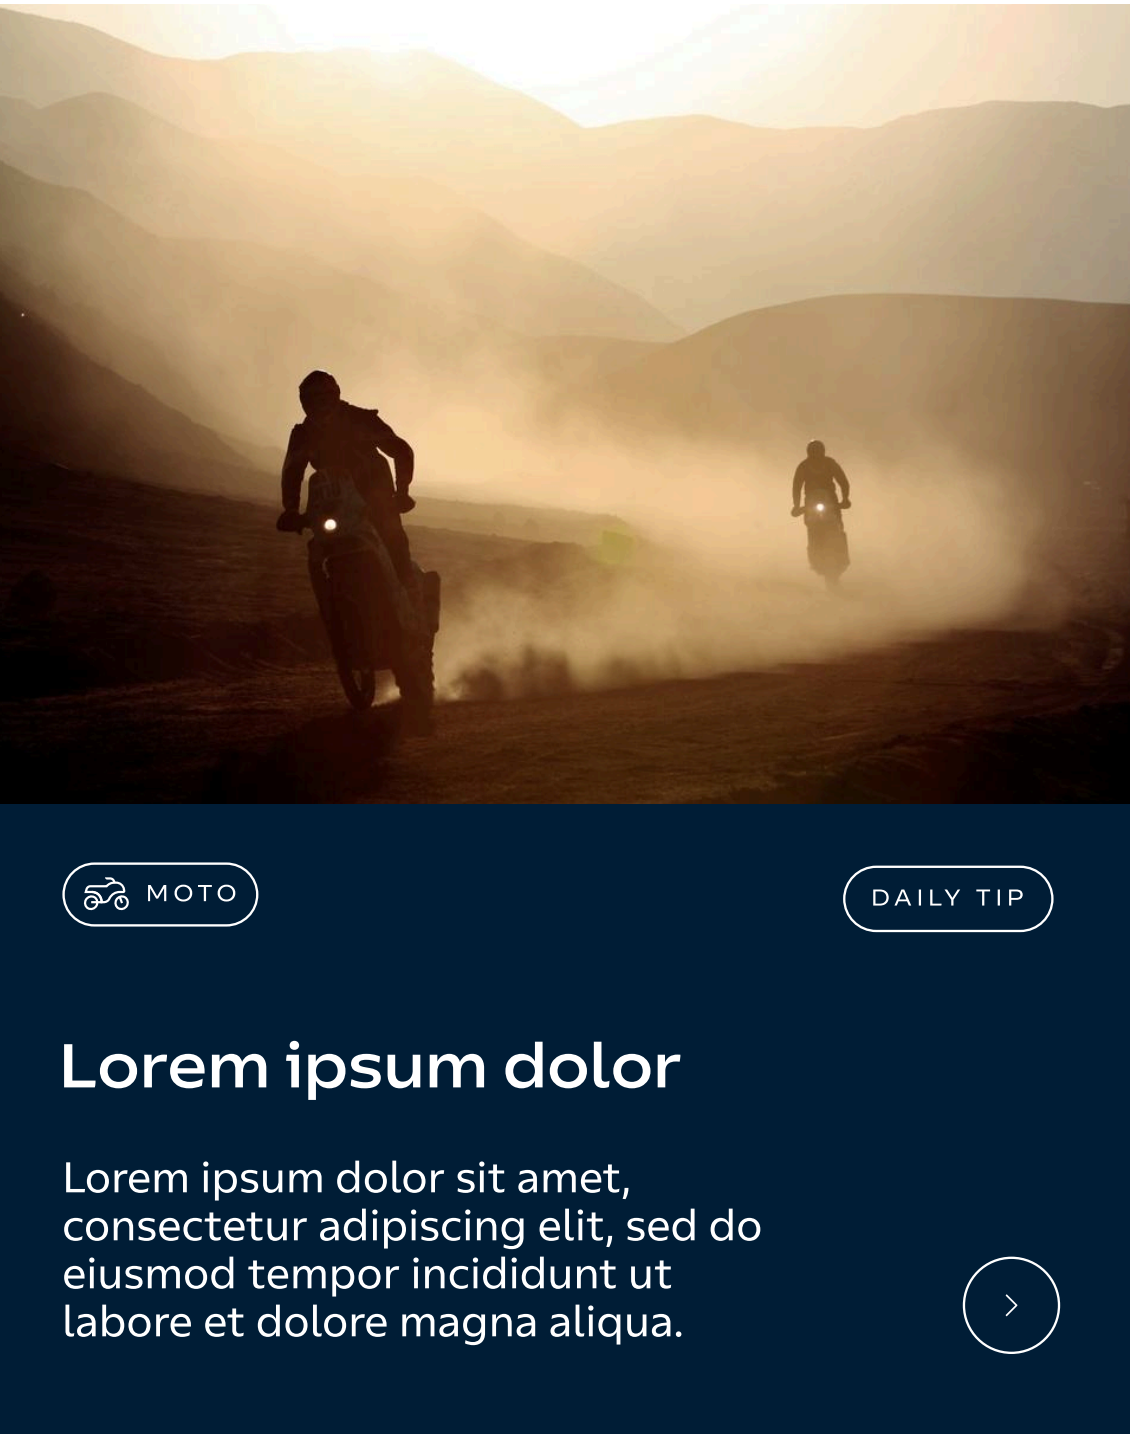 MOTO
DAILY TIP
Lorem ipsum dolor
Lorem ipsum dolor sit amet,
consectetur adipiscing elit, sed do
eiusmod tempor incididunt ut
labore et dolore magna aliqua.